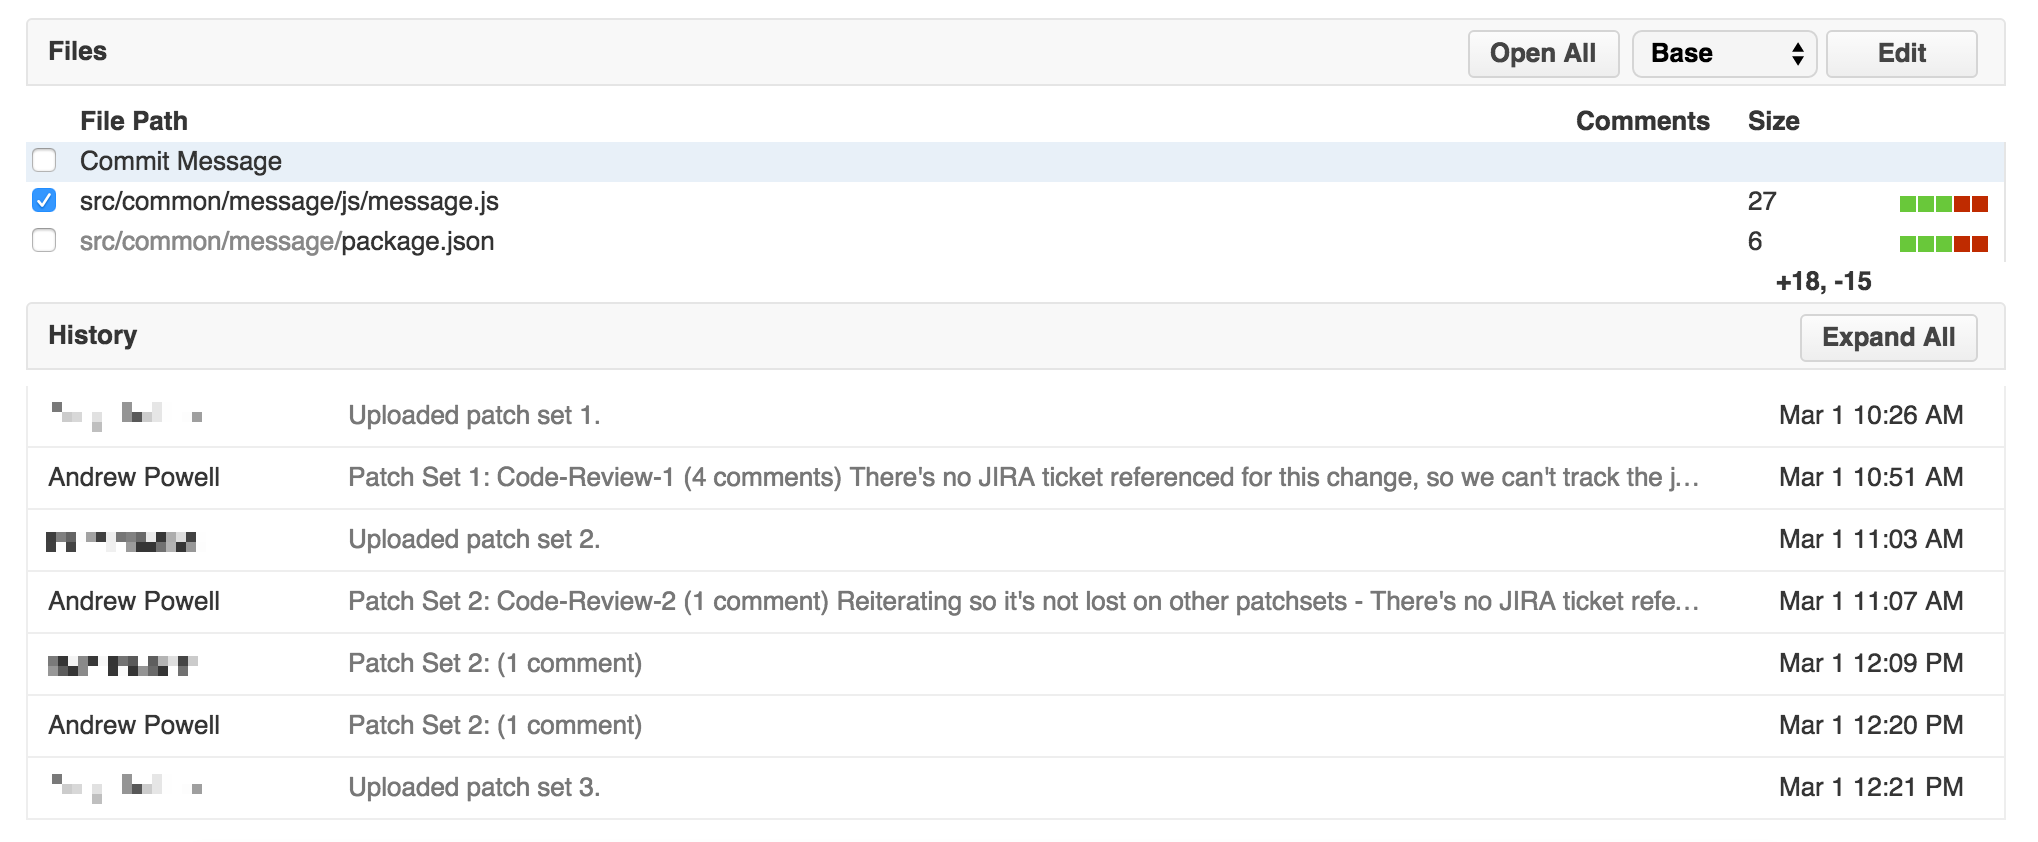 Files Open All Base Edit
File Path Comments Size
Commit Message
src/common/message/js/message.js 27
src/common/message/package.json 6
+18, -15
History Expand All
Uploaded patch set 1. Mar 1 10:26 AM
Andrew Powell Patch Set 1: Code-Review-1 (4 comments) There's no JIRA ticket referenced for this change, so we can't track the j... Mar 1 10:51 AM
Uploaded patch set 2. Mar 1 11:03 AM
Andrew Powell Patch Set 2: Code-Review-2 (1 comment) Reiterating so it's not lost on other patchsets - There's no JIRA ticket refe... Mar 1 11:07 AM
Patch Set 2: (1 comment) Mar 1 12:09 PM
Andrew Powell Patch Set 2: (1 comment) Mar 1 12:20 PM
Uploaded patch set 3. Mar 1 12:21 PM